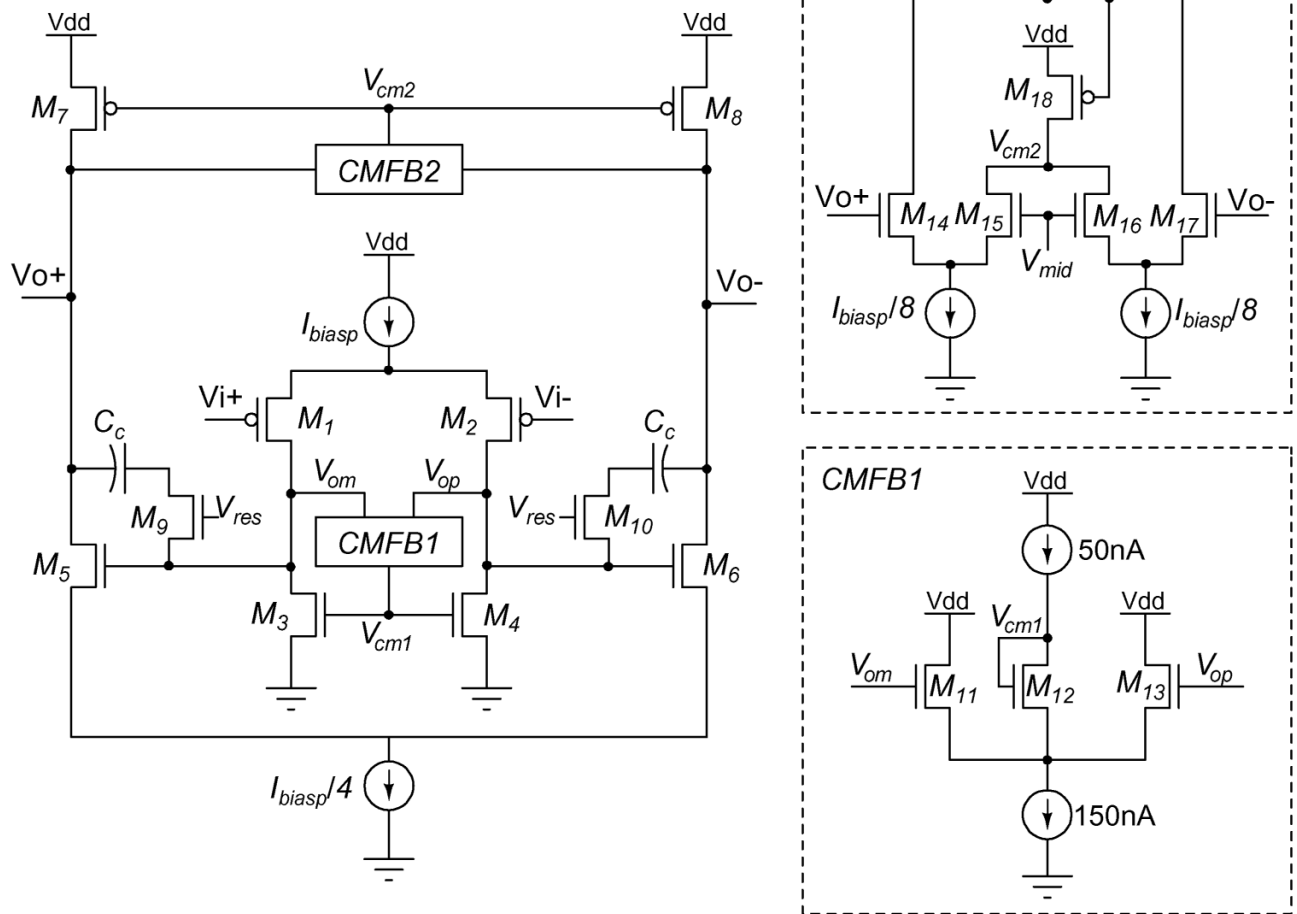 Vdd
Vdd
M7
Vcm2
M8
CMFB2
Vdd
Vo+
Vo-
Ibiasp
Vi+
M1
M2
Vi-
Cc
Cc
Vom
Vop
M9
Vres
Vres
M10
CMFB1
M5
M6
M3
M4
Vcm1
Ibiasp/4
Vdd
M18
Vcm2
Vo+
M14
M15
M16
M17
Vo-
Vmid
Ibiasp/8
Ibiasp/8
CMFB1
Vdd
50nA
Vdd
Vcm1
Vdd
Vom
M11
M12
M13
Vop
150nA